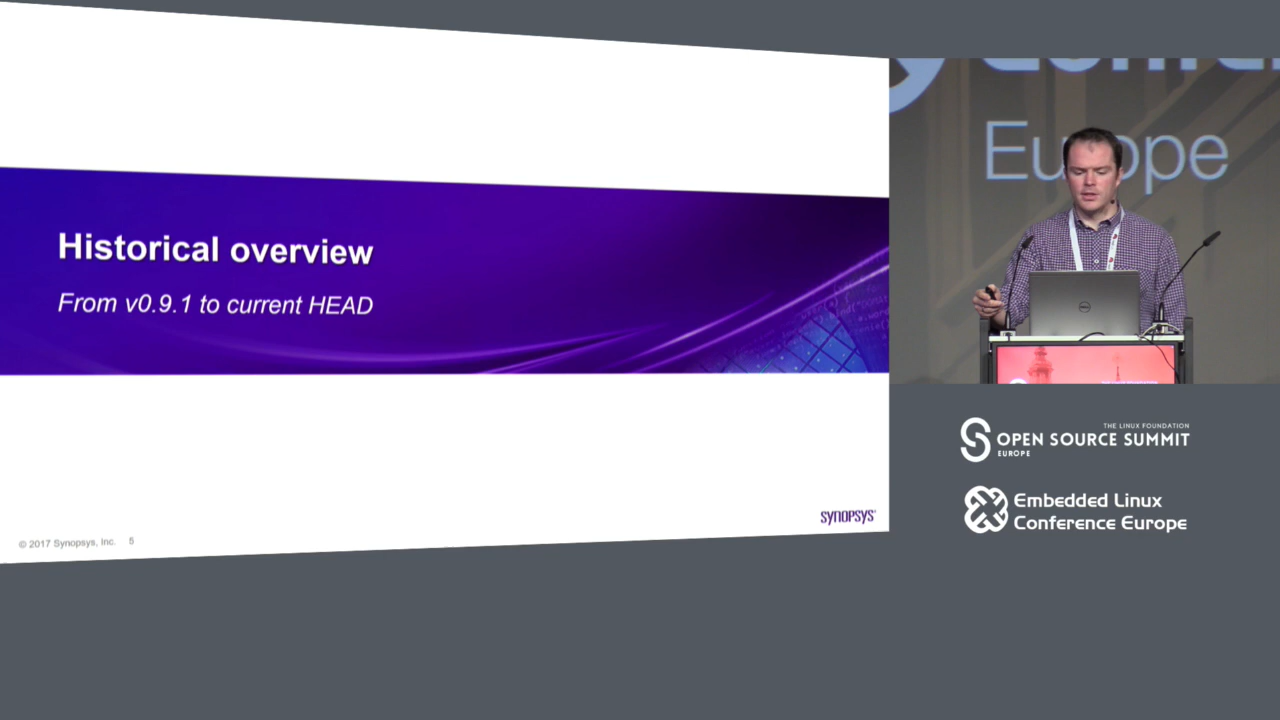 Historical overview
From v0.9.1 to current HEAD
SYNOPSYS
© 2017 Synopsys, Inc. 5
Europe
DELL
THE LINUX FOUNDATION
OPEN SOURCE SUMMIT
EUROPE
Embedded Linux
Conference Europe